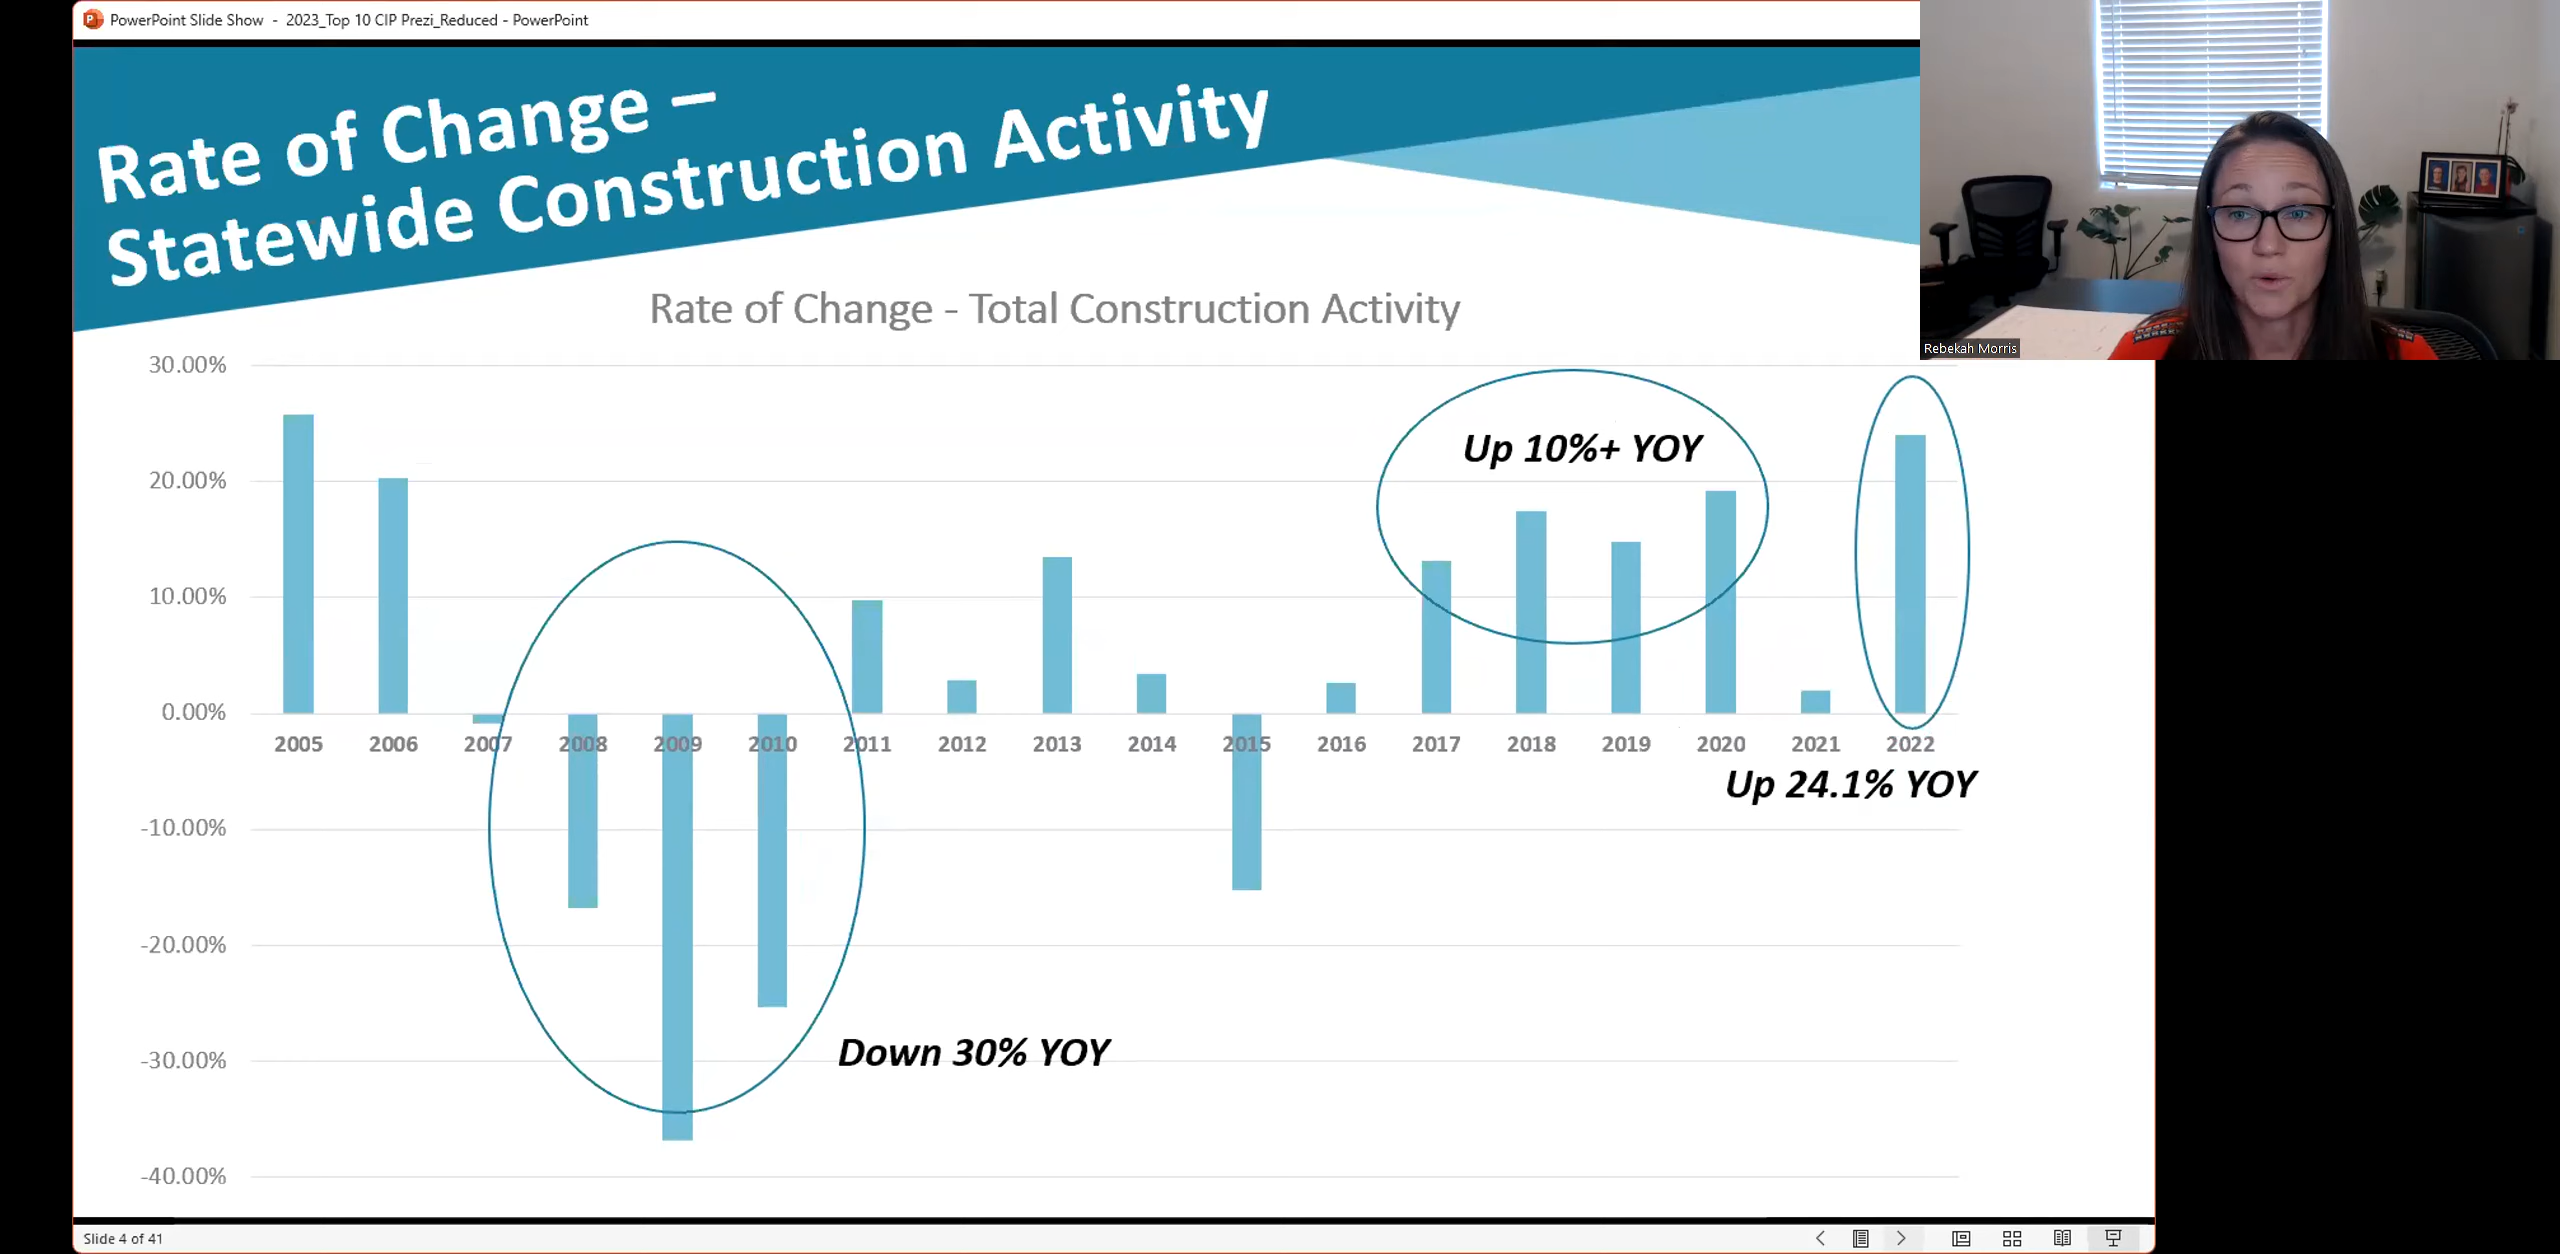 PowerPoint Slide Show - 2023_Top 10 CIP Prezi_Reduced - PowerPoint
Rate of Change –
Statewide Construction Activity
Rebekah Morris
Rate of Change - Total Construction Activity
30.00%
20.00%
10.00%
0.00%
-10.00%
-20.00%
-30.00%
-40.00%
Up 10%+ YOY
2005 2006 2007 2008 2009 2010 2011 2012 2013 2014 2015 2016 2017 2018 2019 2020 2021 2022
Up 24.1% YOY
Down 30% YOY
Slide 4 of 41